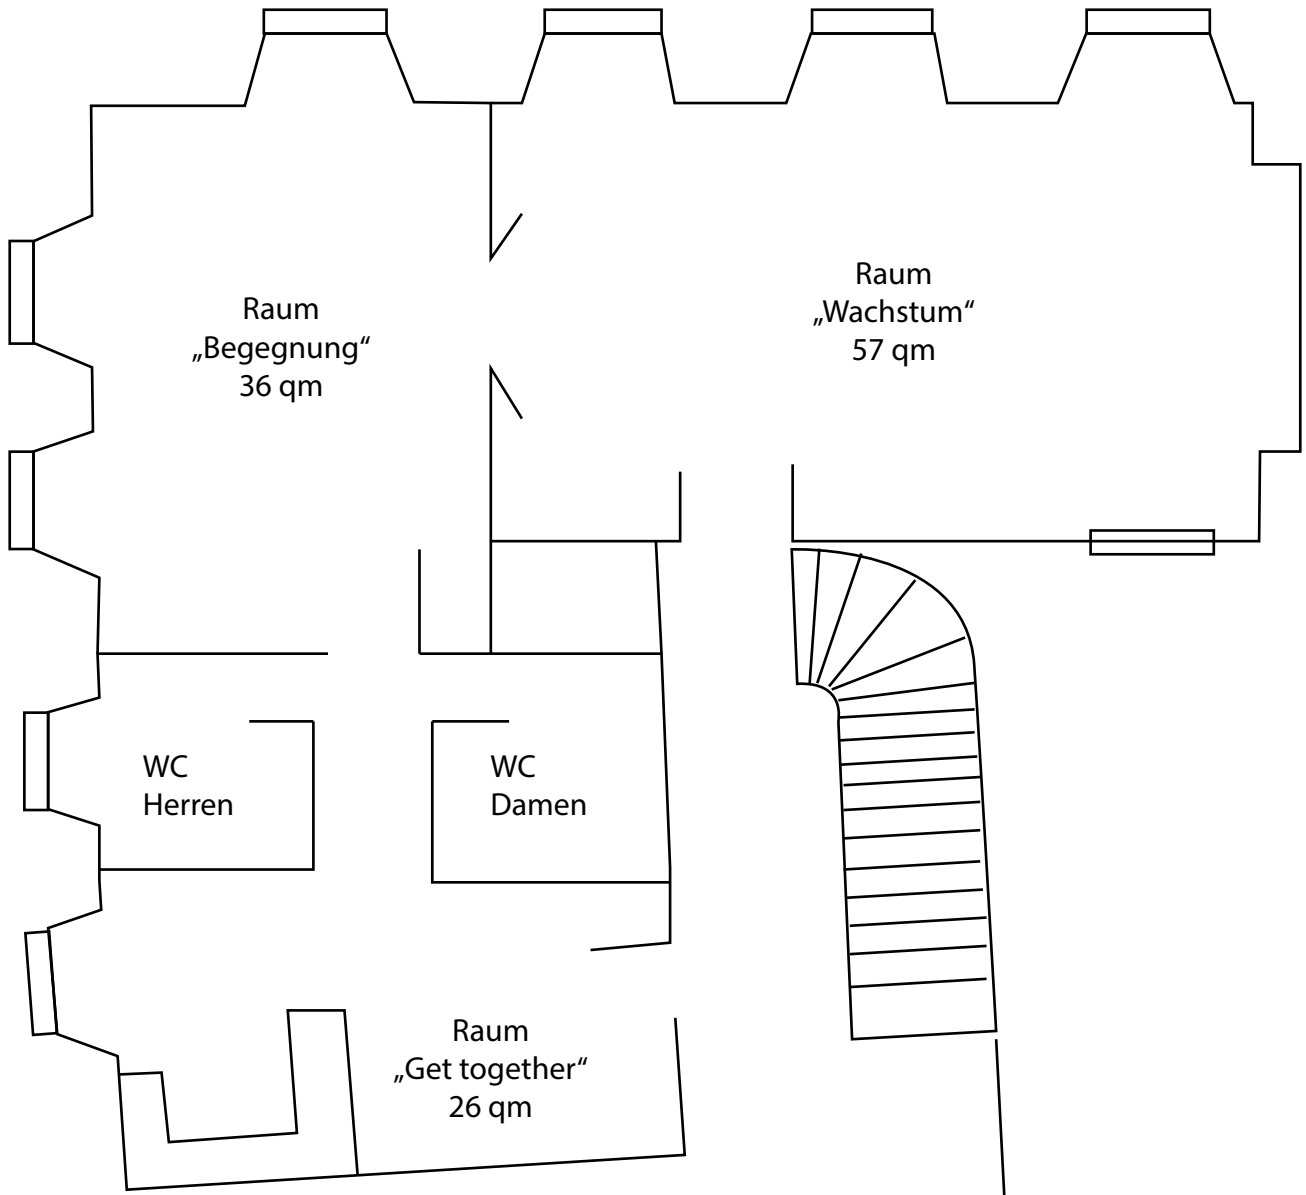 Raum
„Begegnung“
36 qm
Raum
„Wachstum“
57 qm
WC
Herren
WC
Damen
Raum
„Get together“
26 qm